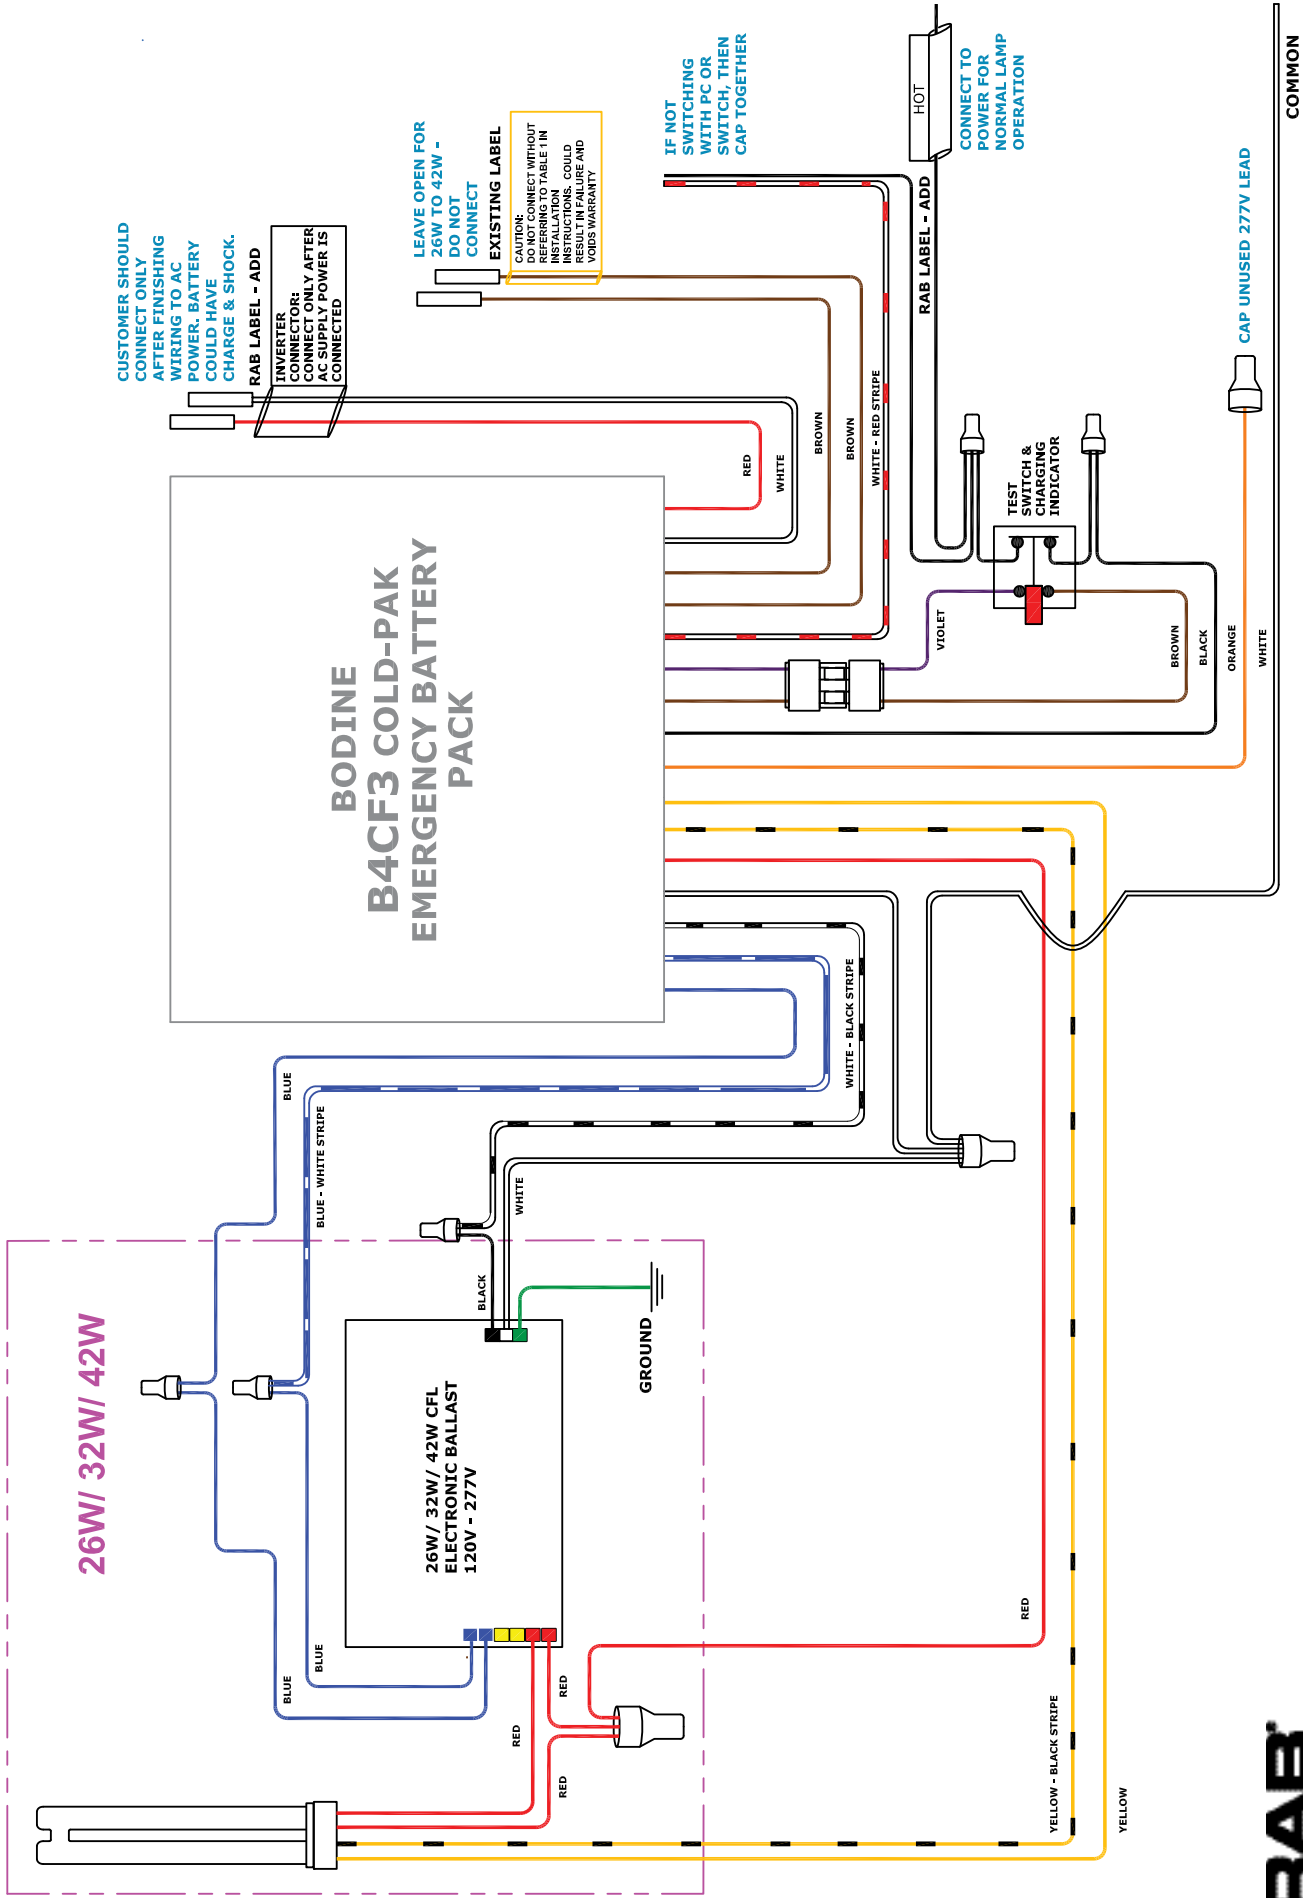 CUSTOMER SHOULD
CONNECT ONLY
AFTER FINISHING
WIRING TO AC
POWER. BATTERY
COULD HAVE
CHARGE & SHOCK.
RAB LABEL - ADD
INVERTER
CONNECTOR:
CONNECT ONLY AFTER
AC SUPPLY POWER IS
CONNECTED
LEAVE OPEN FOR
26W TO 42W -
DO NOT
CONNECT
EXISTING LABEL
CAUTION:
DO NOT CONNECT WITHOUT
REFERRING TO TABLE 1 IN
INSTALLATION
INSTRUCTIONS. COULD
RESULT IN FAILURE AND
VOIDS WARRANTY
IF NOT
SWITCHING
WITH PC OR
SWITCH, THEN
CAP TOGETHER
HOT
RAB LABEL - ADD
CONNECT TO
POWER FOR
NORMAL LAMP
OPERATION
COMMON
CAP UNUSED 277V LEAD
BODINE
B4CF3 COLD-PAK
EMERGENCY BATTERY
PACK
RED
WHITE
BROWN
BROWN
WHITE - RED STRIPE
TEST
SWITCH &
CHARGING
INDICATOR
VIOLET
BROWN
BLACK
ORANGE
WHITE
BLUE
BLUE - WHITE STRIPE
WHITE - BLACK STRIPE
WHITE
BLACK
GROUND
26W/ 32W/ 42W
26W/ 32W/ 42W CFL
ELECTRONIC BALLAST
120V - 277V
BLUE
BLUE
RED
RED
RED
RED
YELLOW - BLACK STRIPE
YELLOW
RAB